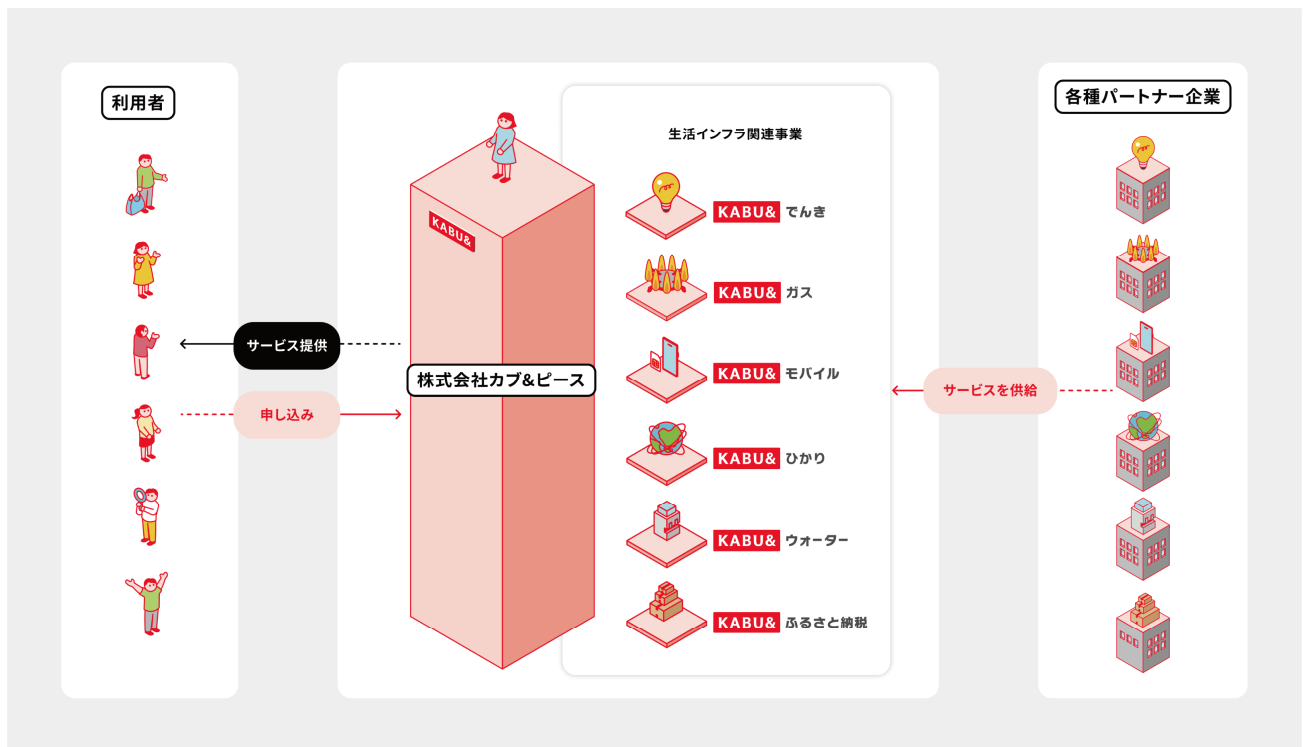 利用者
サービス提供
申し込み
KABU&
株式会社カブ&ピース
生活インフラ関連事業
KABU& でんき
KABU& ガス
KABU& モバイル
KABU& ひかり
KABU& ウォーター
KABU& ふるさと納税
サービスを供給
各種パートナー企業